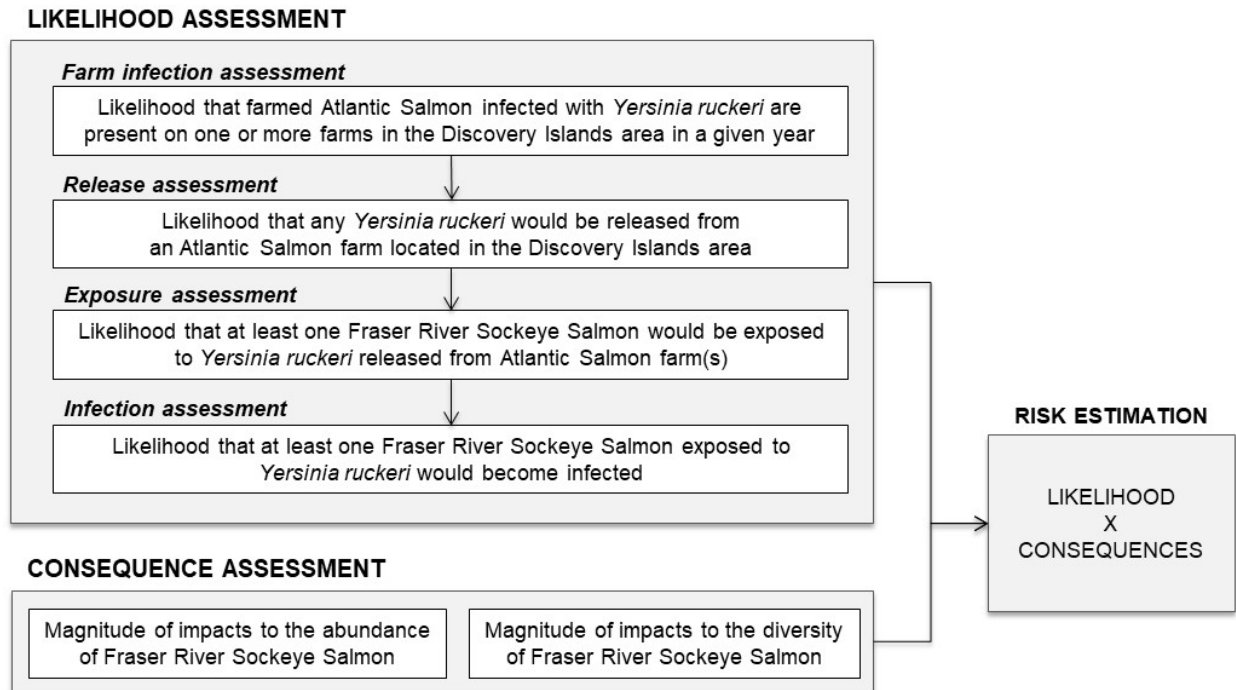 LIKELIHOOD ASSESSMENT
Farm infection assessment
Likelihood that farmed Atlantic Salmon infected with Yersinia ruckeri are
present on one or more farms in the Discovery Islands area in a given year
Release assessment
Likelihood that any Yersinia ruckeri would be released from
an Atlantic Salmon farm located in the Discovery Islands area
Exposure assessment
Likelihood that at least one Fraser River Sockeye Salmon would be exposed
to Yersinia ruckeri released from Atlantic Salmon farm(s)
Infection assessment
Likelihood that at least one Fraser River Sockeye Salmon exposed to
Yersinia ruckeri would become infected
CONSEQUENCE ASSESSMENT
Magnitude of impacts to the abundance
of Fraser River Sockeye Salmon
Magnitude of impacts to the diversity
of Fraser River Sockeye Salmon
RISK ESTIMATION
LIKELIHOOD
X
CONSEQUENCES